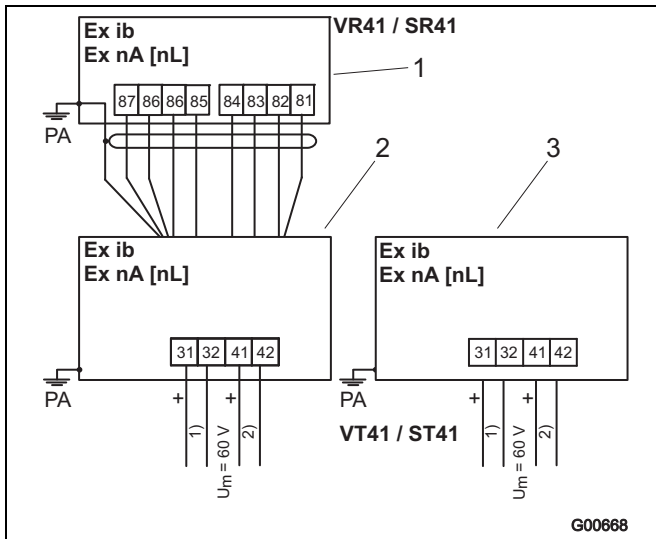 Ex ib
Ex nA [nL]
VR41 / SR41
1
87 86 86 85 84 83 82 81
PA
2
3
Ex ib
Ex nA [nL]
31 32 41 42
PA
+ +
1)
Um = 60 V
2)
Ex ib
Ex nA [nL]
31 32 41 42
PA
+ +
VT41 / ST41
1)
Um = 60 V
2)
G00668